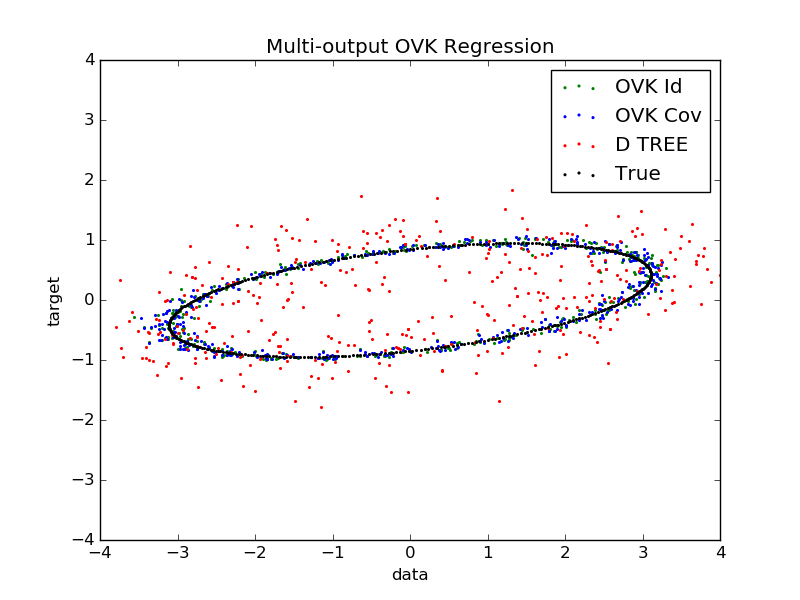 Multi-output OVK Regression
4
3
2
1
0
−1
−2
−3
−4
target
OVK Id
OVK Cov
D TREE
True
−4 −3 −2 −1 0 1 2 3 4
data